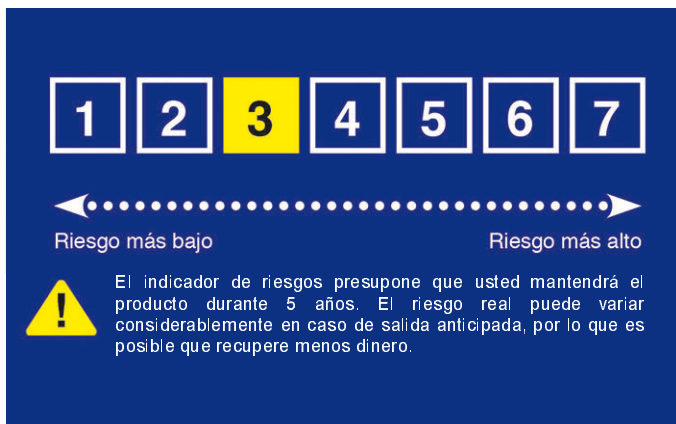 1 2 3 4 5 6 7
Riesgo más bajo Riesgo más alto
!
El indicador de riesgos presupone que usted mantendrá el
producto durante 5 años. El riesgo real puede variar
considerablemente en caso de salida anticipada, por lo que es
posible que recupere menos dinero.